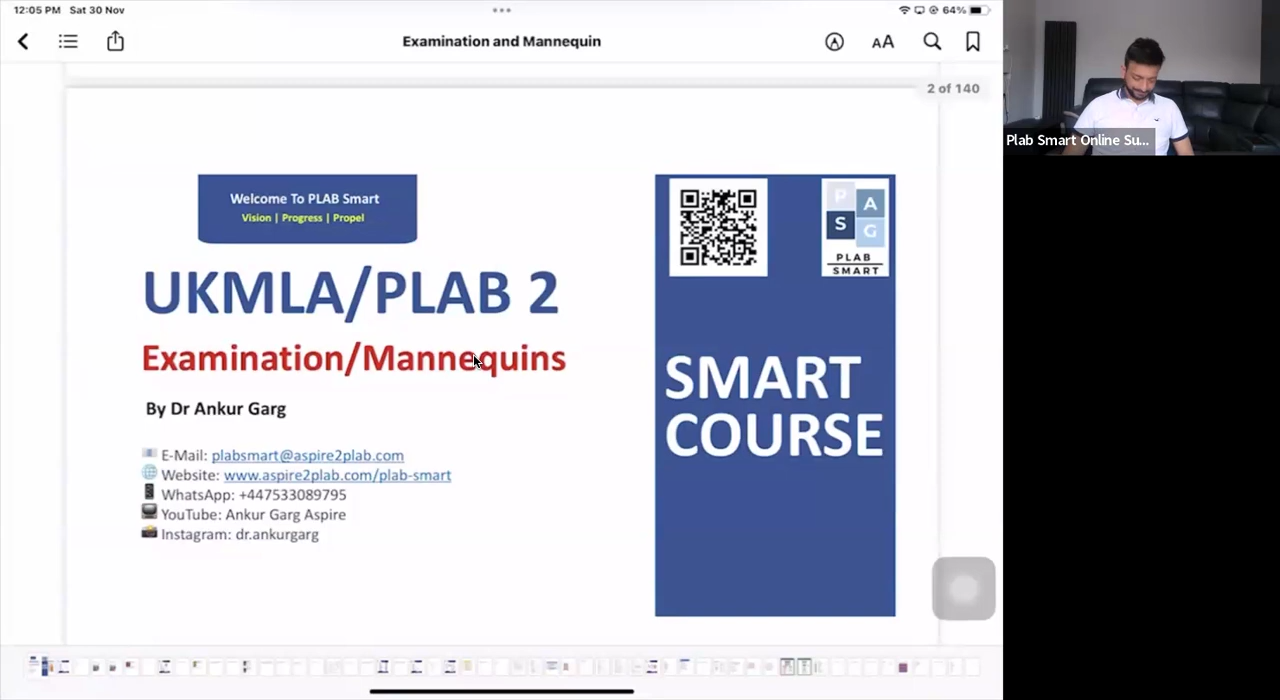 12:05 PM Sat 30 Nov
64%
Examination and Mannequin
AA
2 of 140
Plab Smart Online Su...
Welcome To PLAB Smart
Vision | Progress | Propel
UKMLA/PLAB 2
Examination/Mannequins
By Dr Ankur Garg
E-Mail: plabsmart@aspire2plab.com
Website: www.aspire2plab.com/plab-smart
WhatsApp: +447533089795
YouTube: Ankur Garg Aspire
Instagram: dr.ankurgarg
P A
S G
PLAB
SMART
SMART
COURSE